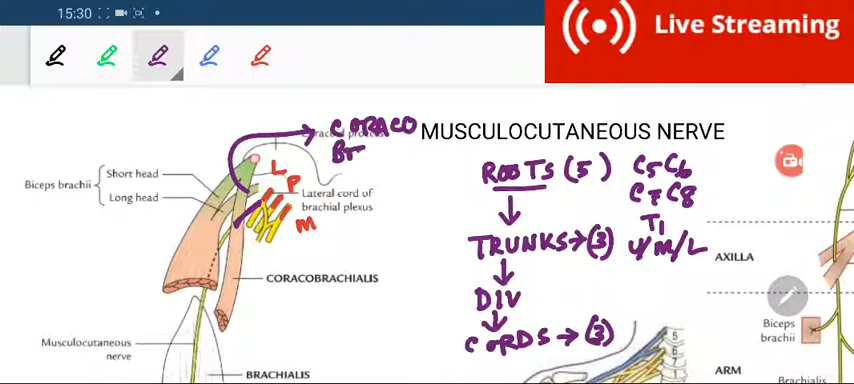 15:30
Live Streaming
MUSCULOCUTANEOUS NERVE
CORACO
BR
Short head
Biceps brachii
Long head
L
P
M
Lateral cord of
brachial plexus
ROOTS (5)
C5 C6
C7 C8
T1
TRUNKS→(3)
U/M/L
DIV
CORDS→(3)
CORACOBRACHIALIS
Musculocutaneous
nerve
BRACHIALIS
AXILLA
Biceps
brachii
ARM
Brachialis